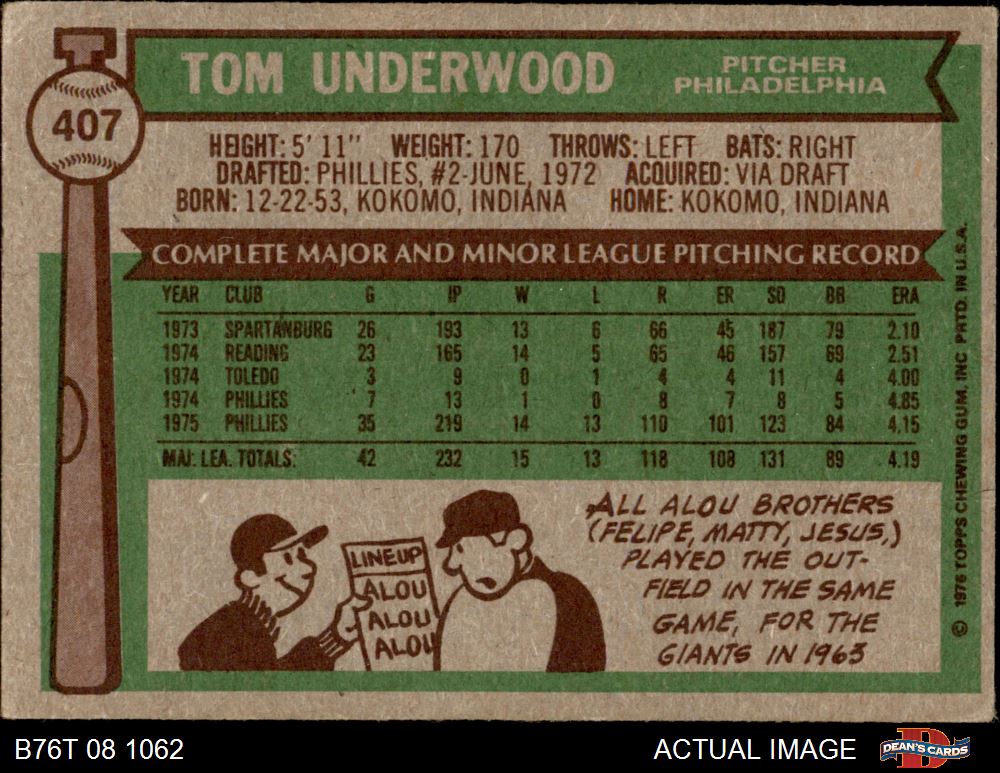 407
TOM UNDERWOOD
PITCHER
PHILADELPHIA
HEIGHT: 5' 11" WEIGHT: 170 THROWS: LEFT BATS: RIGHT
DRAFTED: PHILLIES, #2-JUNE, 1972 ACQUIRED: VIA DRAFT
BORN: 12-22-53, KOKOMO, INDIANA HOME: KOKOMO, INDIANA
COMPLETE MAJOR AND MINOR LEAGUE PITCHING RECORD
YEAR CLUB G IP W L R ER SO BB ERA
1973 SPARTANBURG 26 193 13 6 66 45 187 79 2.10
1974 READING 23 165 14 5 65 46 157 69 2.51
1974 TOLEDO 3 9 0 1 4 4 11 4 4.00
1974 PHILLIES 7 13 1 0 8 7 8 5 4.85
1975 PHILLIES 35 219 14 13 110 101 123 84 4.15
MAJ. LEA. TOTALS: 42 232 15 13 118 108 131 89 4.19
LINEUP
ALOU
ALOU
ALOU
ALL ALOU BROTHERS
(FELIPE, MATTY, JESUS,)
PLAYED THE OUT-
FIELD IN THE SAME
GAME, FOR THE
GIANTS IN 1963
© 1976 TOPPS CHEWING GUM, INC PRTD. IN U.S.A.
B76T 08 1062
ACTUAL IMAGE
DEAN'S CARDS